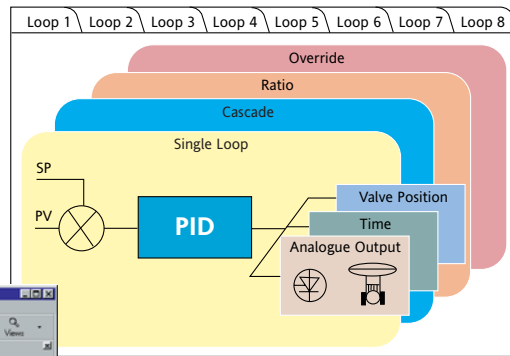 Loop 1 Loop 2 Loop 3 Loop 4 Loop 5 Loop 6 Loop 7 Loop 8
Override
Ratio
Cascade
Single Loop
SP
PV
PID
Valve Position
Time
Analogue Output
Views